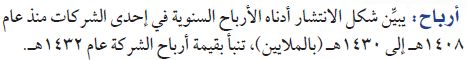 أرباح: يبيِّن شكل الانتشار أدناه الأرباح السنوية في إحدى الشركات منذ عام
١٤٠٨هـ إلى ١٤٣٠هـ (بالملايين)، تنبأ بقيمة أرباح الشركة عام ١٤٣٢هـ.